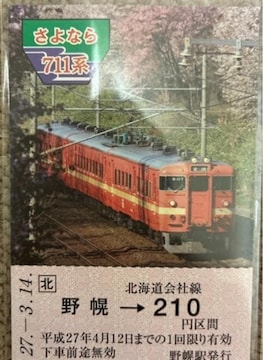 さよなら
711系
27.-3.14.
北
北海道会社線
野幌→210
円区間
平成27年4月12日までの1回限り有効
下車前途無効
野幌駅発行